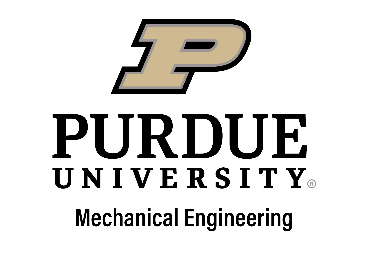 P
PURDUE
UNIVERSITY®
Mechanical Engineering